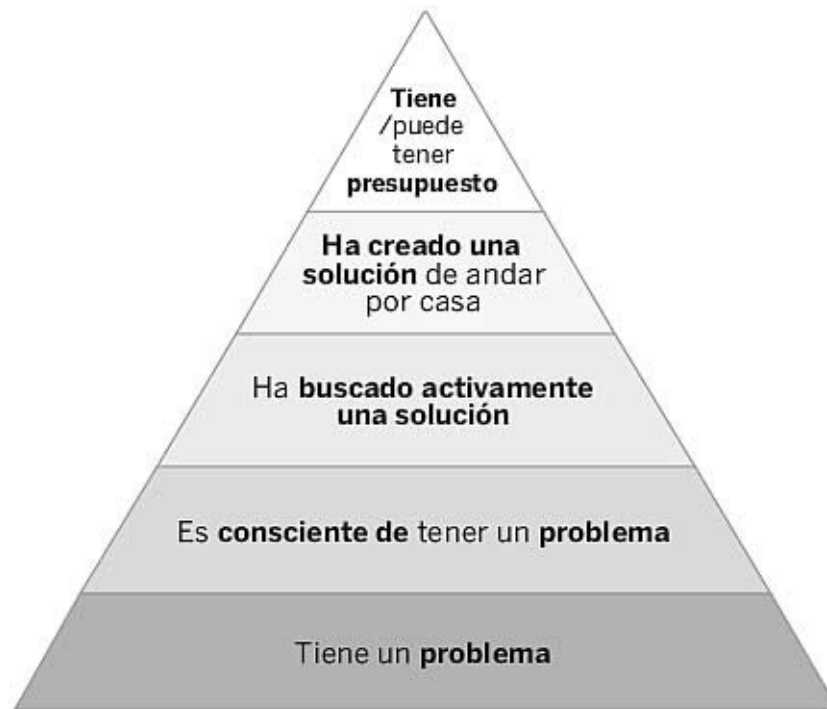 Tiene
/puede
tener
presupuesto
Ha creado una
solución de andar
por casa
Ha buscado activamente
una solución
Es consciente de tener un problema
Tiene un problema